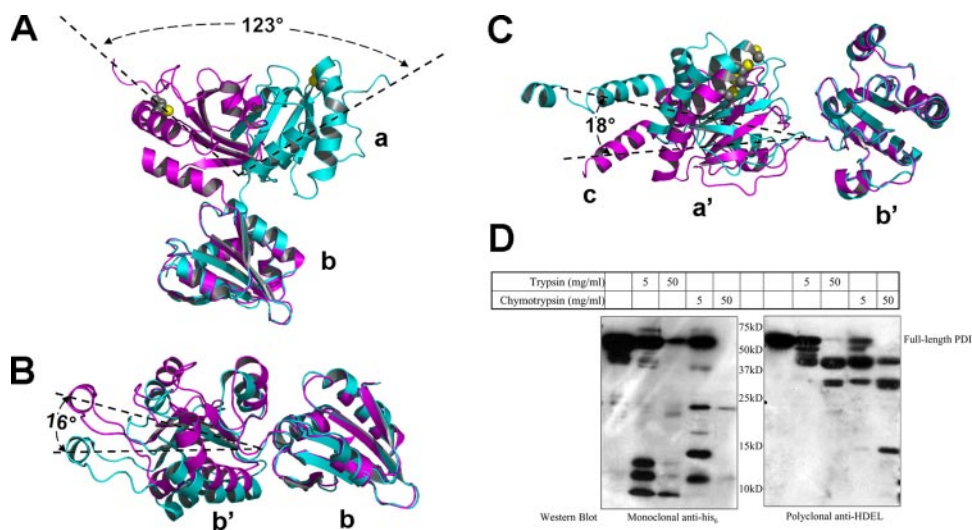 A
123°
a
b
B
16°
b'
b
C
18°
c
a'
b'
D
Trypsin (mg/ml) 5 50 5 50
Chymotrypsin (mg/ml) 5 50 5 50
75kD
50kD
37kD
25kD
15kD
10kD
Full-length PDI
Western Blot Monoclonal anti-his6 Polyclonal anti-HDEL